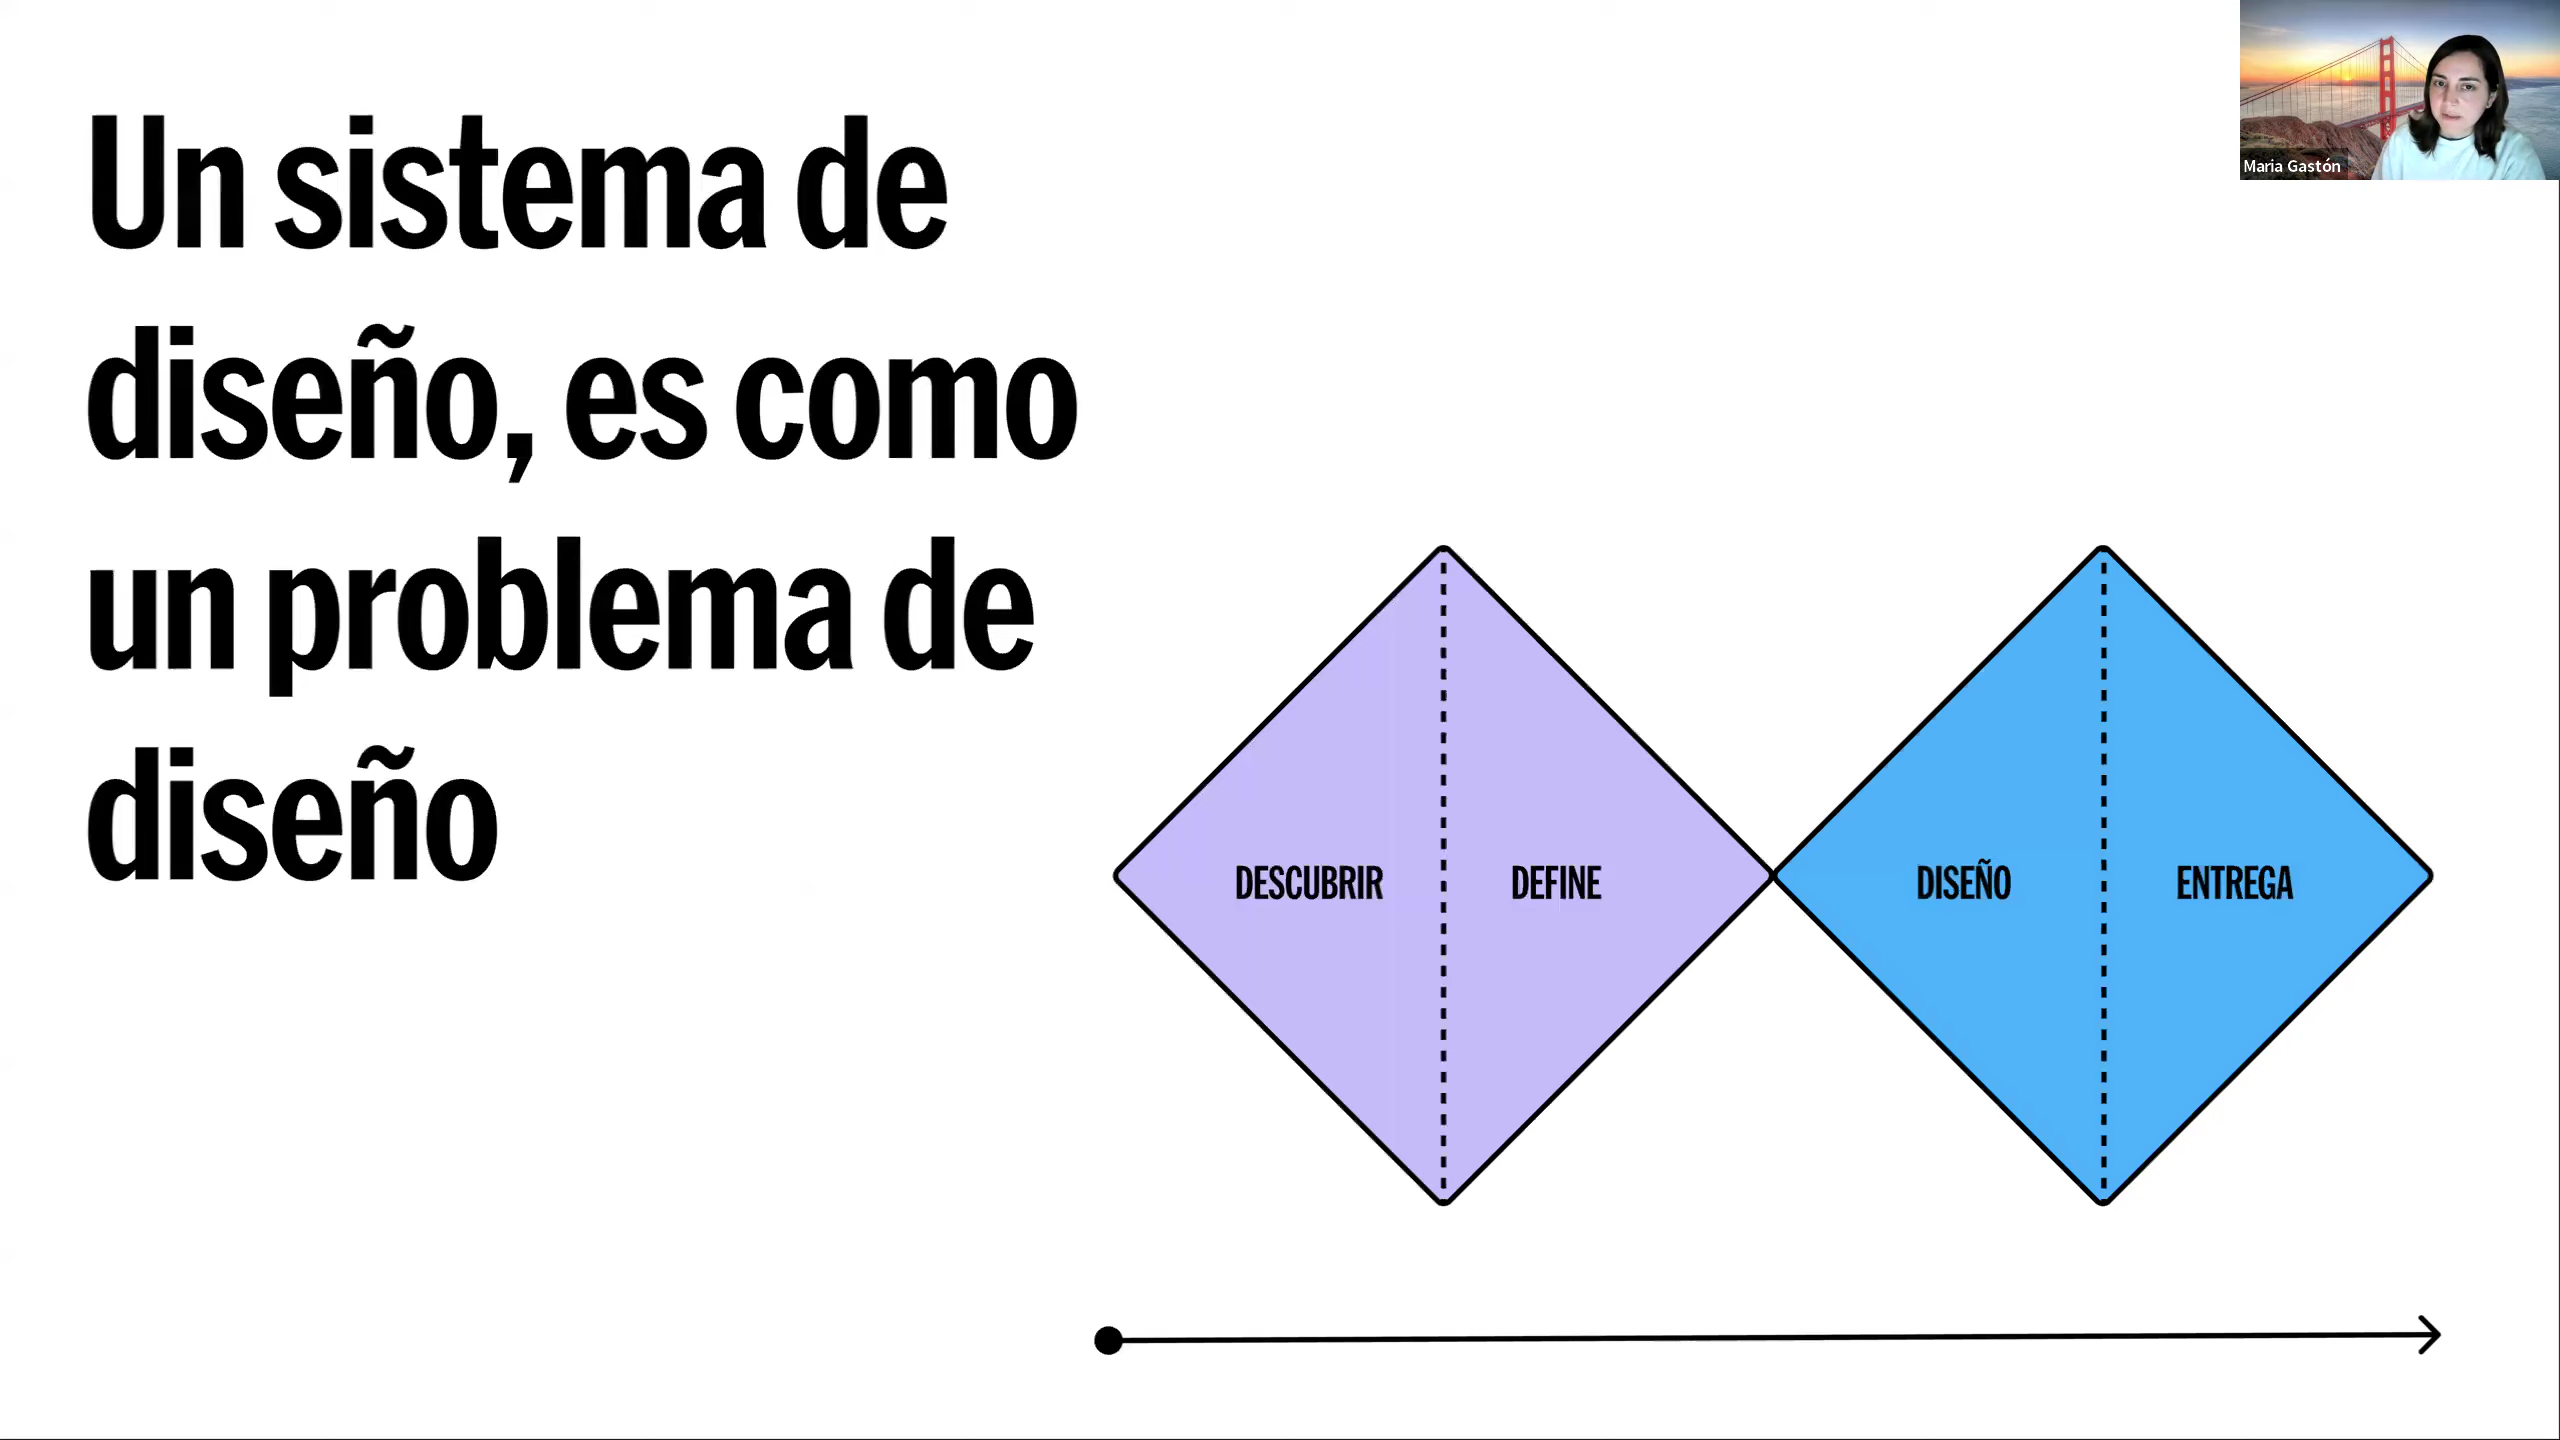 Un sistema de
diseño, es como
un problema de
diseño
DESCUBRIR
DEFINE
DISEÑO
ENTREGA
Maria Gastón